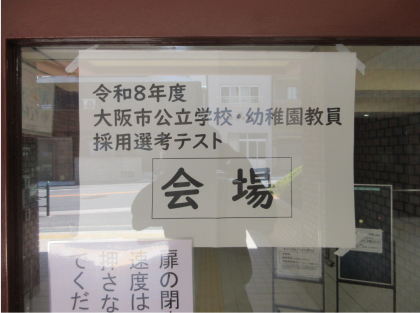 令和8年度
大阪市公立学校・幼稚園教員
採用選考テスト
会場
扉の閉
速度は
押さな
てくだ